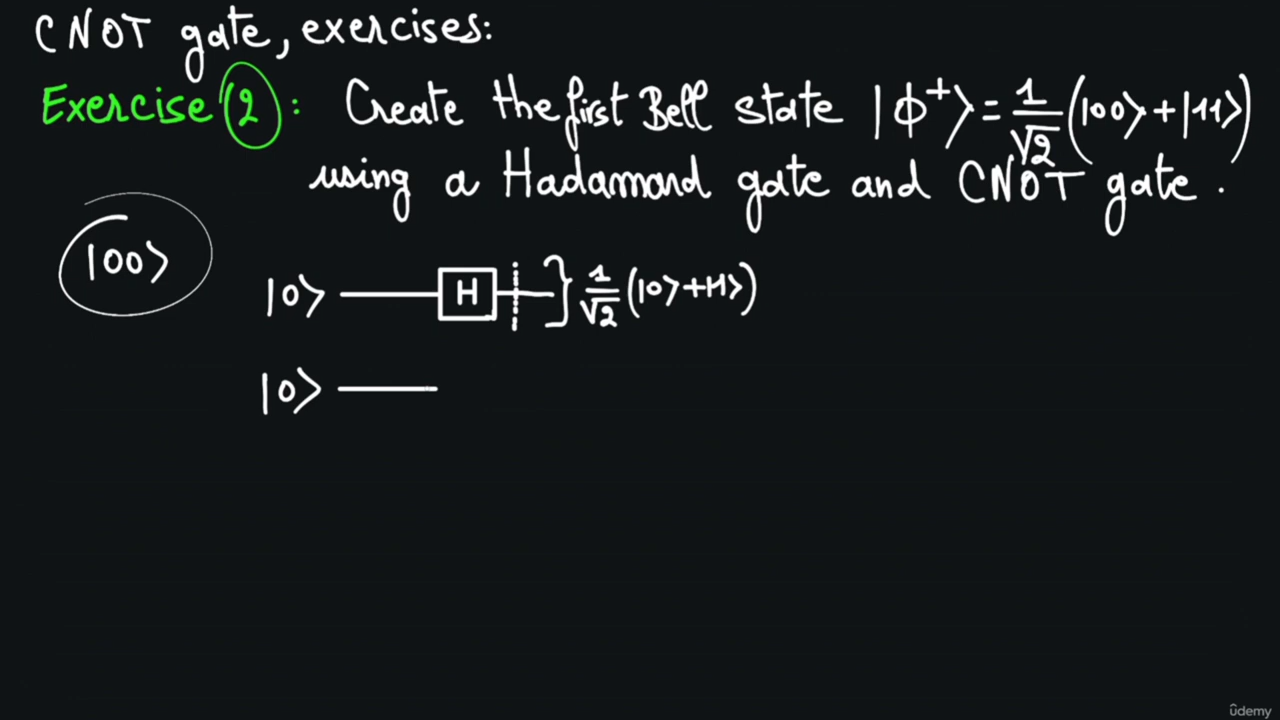 CNOT gate, exercises:
Exercise 2: Create the first Bell state |ϕ⁺⟩ = 1/√2 (|00⟩ + |11⟩)
using a Hadamard gate and CNOT gate.
|00⟩
|0⟩ H } 1/√2 (|0⟩ + |1⟩)
|0⟩
ûdemy